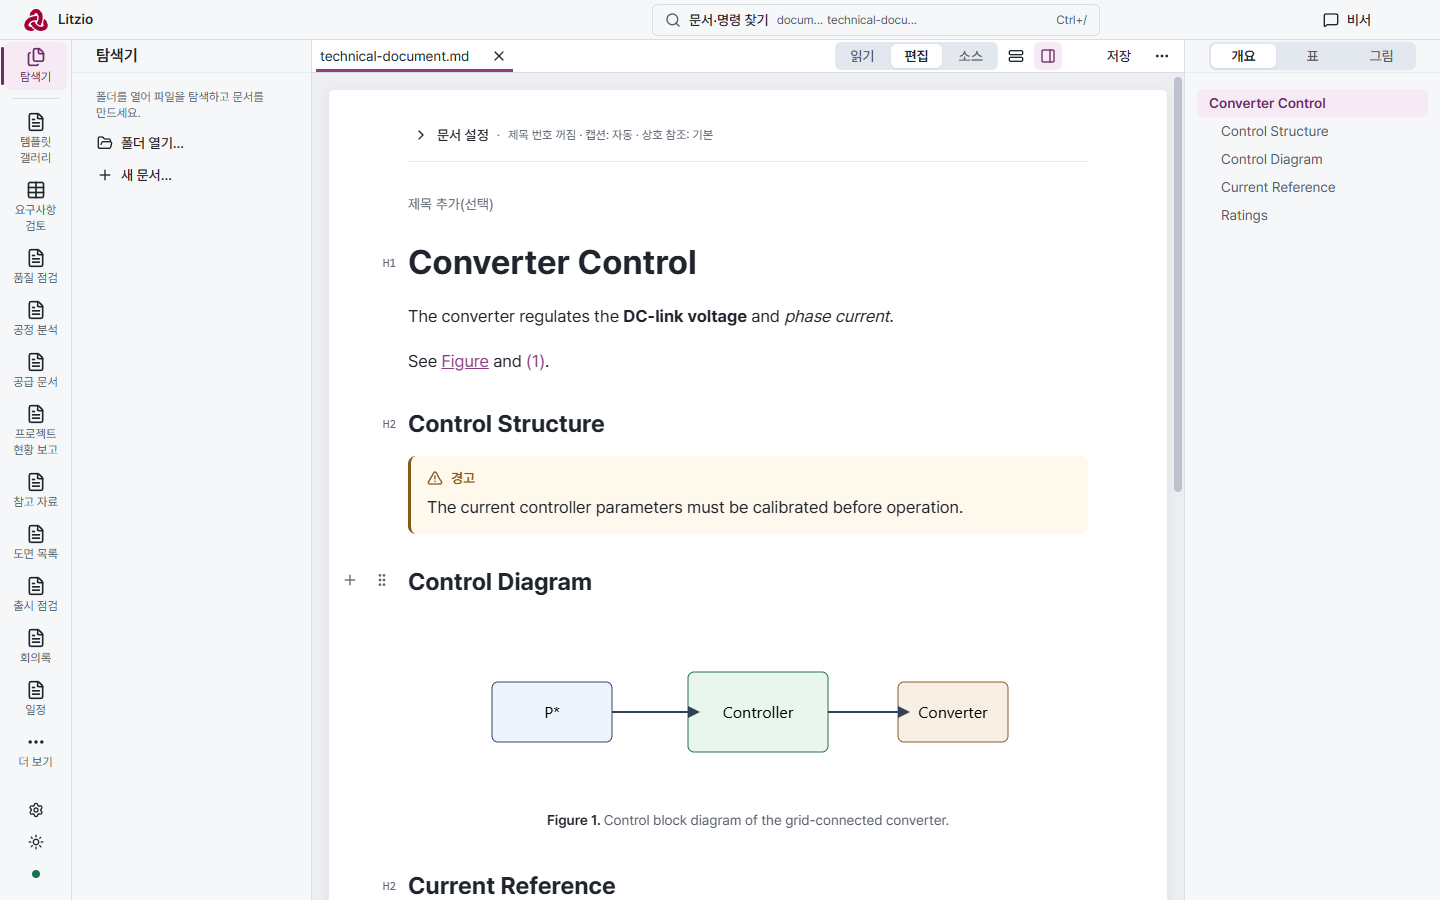 Litzio
문서·명령 찾기 docum... technical-docu... Ctrl+/
비서
탐색기
템플릿
갤러리
요구사항
검토
품질 점검
공정 분석
공급 문서
프로젝트
현황 보고
참고 자료
도면 목록
출시 점검
회의록
일정
더 보기
탐색기
폴더를 열어 파일을 탐색하고 문서를
만드세요.
폴더 열기...
새 문서...
technical-document.md
읽기 편집 소스
저장
문서 설정 · 제목 번호 꺼짐 · 캡션: 자동 · 상호 참조: 기본
제목 추가(선택)
H1 Converter Control
The converter regulates the DC-link voltage and phase current.
See Figure and (1).
H2 Control Structure
경고
The current controller parameters must be calibrated before operation.
Control Diagram
P* Controller Converter
Figure 1. Control block diagram of the grid-connected converter.
H2 Current Reference
개요 표 그림
Converter Control
Control Structure
Control Diagram
Current Reference
Ratings